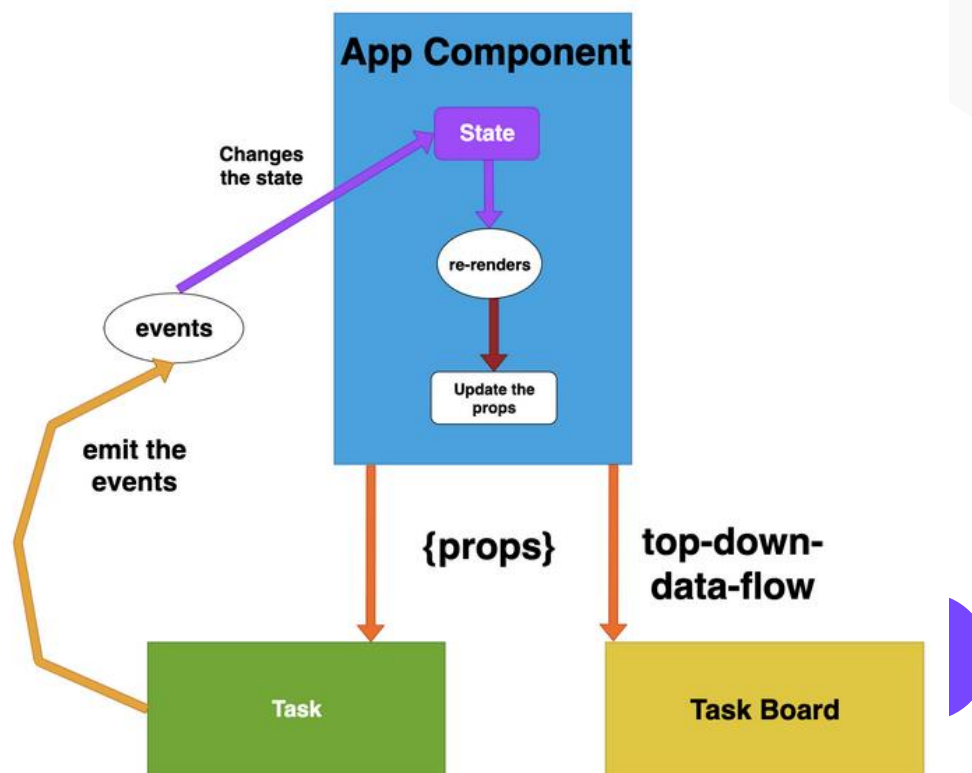 App Component
State
Changes
the state
re-renders
events
Update the
props
emit the
events
{props}
top-down-
data-flow
Task
Task Board